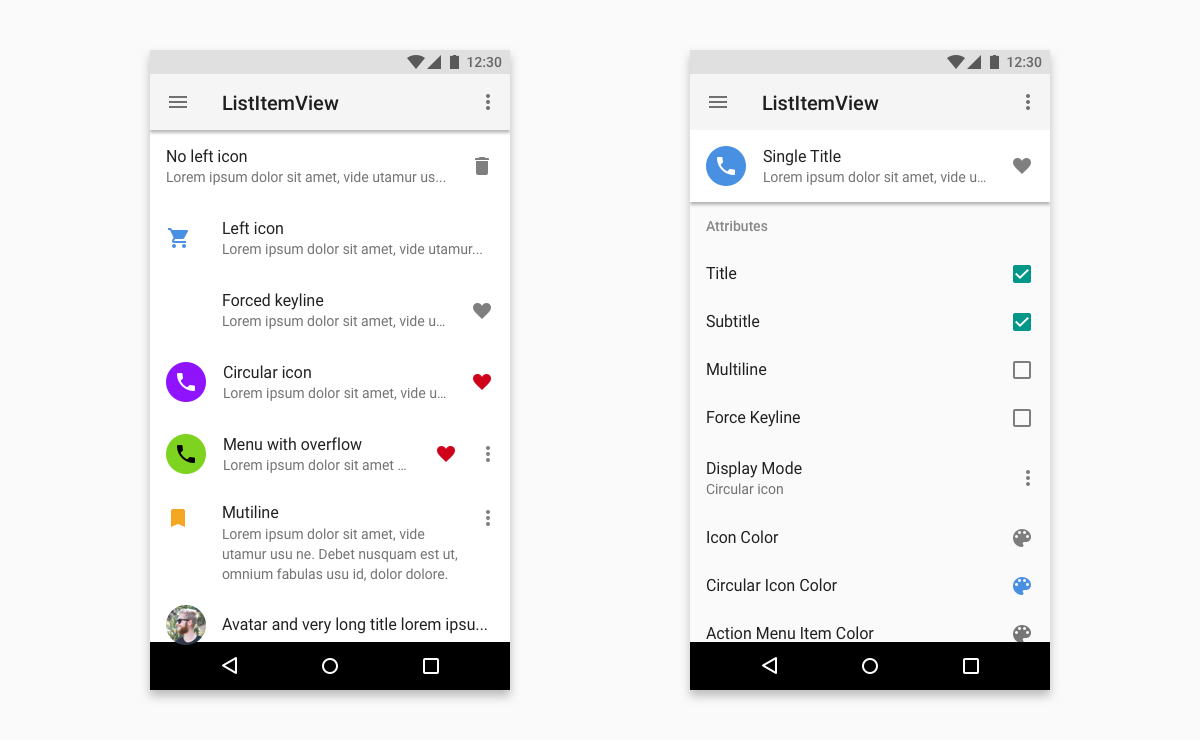 12:30
ListItemView
No left icon
Lorem ipsum dolor sit amet, vide utamur us...
Left icon
Lorem ipsum dolor sit amet, vide utamur...
Forced keyline
Lorem ipsum dolor sit amet, vide u...
Circular icon
Lorem ipsum dolor sit amet, vide u...
Menu with overflow
Lorem ipsum dolor sit amet ...
Mutiline
Lorem ipsum dolor sit amet, vide
utamur usu ne. Debet nusquam est ut,
omnium fabulas usu id, dolor dolore.
Avatar and very long title lorem ipsu...
12:30
ListItemView
Single Title
Lorem ipsum dolor sit amet, vide u...
Attributes
Title
Subtitle
Multiline
Force Keyline
Display Mode
Circular icon
Icon Color
Circular Icon Color
Action Menu Item Color